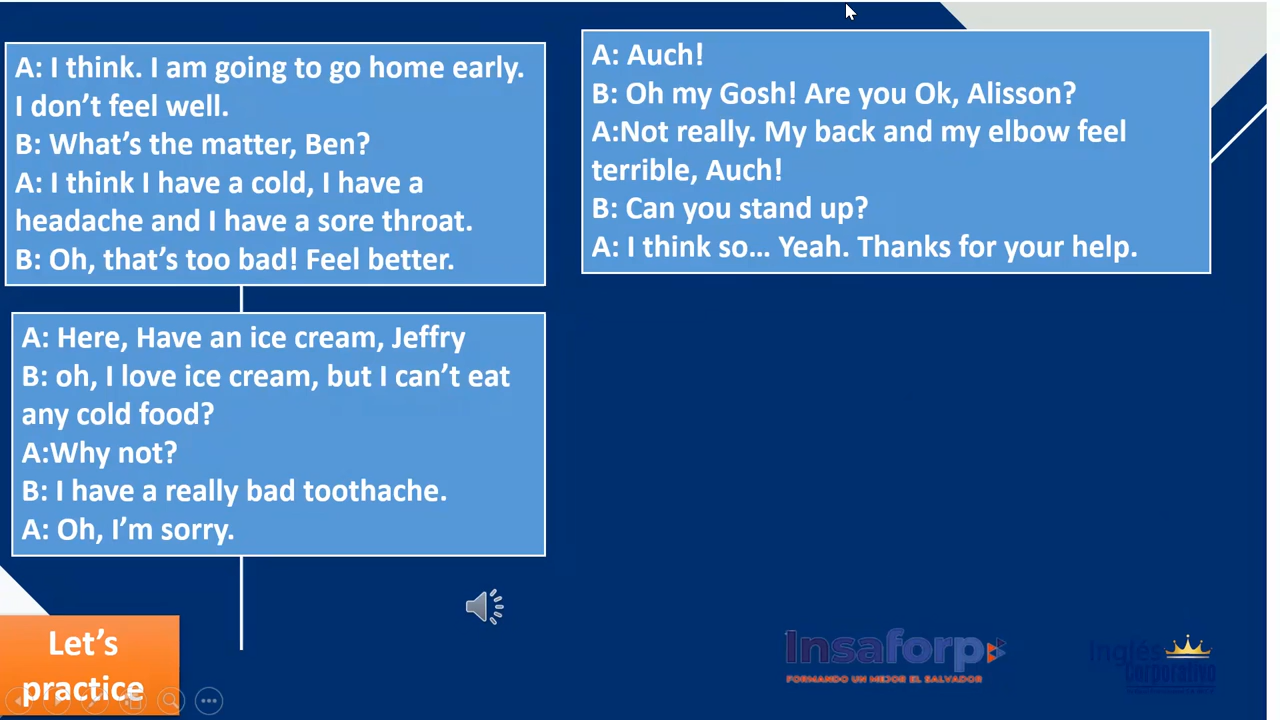 A: I think. I am going to go home early.
I don’t feel well.
B: What’s the matter, Ben?
A: I think I have a cold, I have a
headache and I have a sore throat.
B: Oh, that’s too bad! Feel better.
A: Here, Have an ice cream, Jeffry
B: oh, I love ice cream, but I can’t eat
any cold food?
A:Why not?
B: I have a really bad toothache.
A: Oh, I’m sorry.
A: Auch!
B: Oh my Gosh! Are you Ok, Alisson?
A:Not really. My back and my elbow feel
terrible, Auch!
B: Can you stand up?
A: I think so... Yeah. Thanks for your help.
Let’s
practice
Insaforp
FORMANDO UN MEJOR EL SALVADOR
Inglés
Corporativo